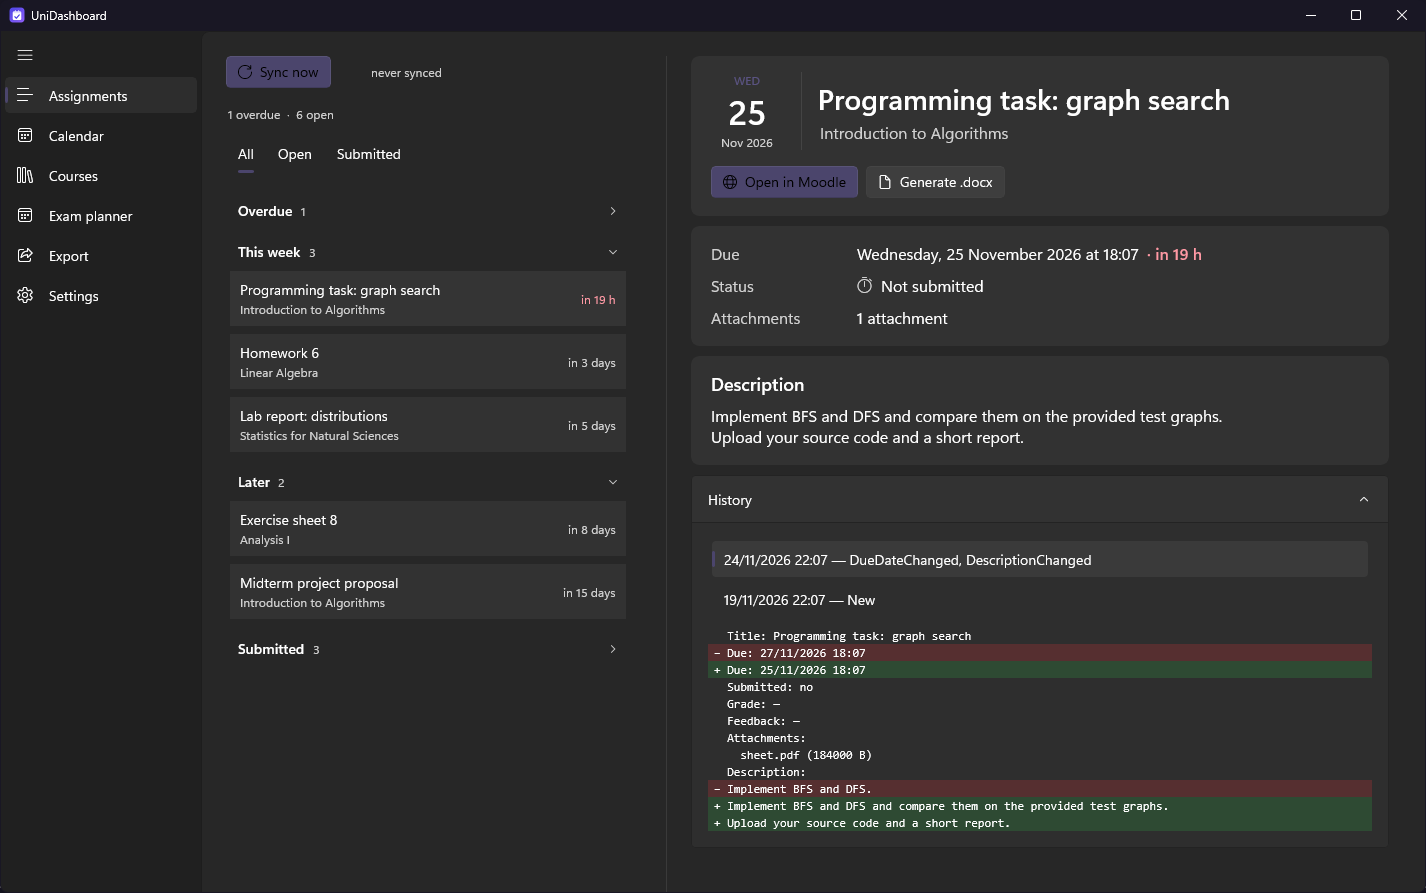 UniDashboard
Assignments
Calendar
Courses
Exam planner
Export
Settings
Sync now
never synced
1 overdue · 6 open
All Open Submitted
Overdue 1
This week 3
Programming task: graph search
Introduction to Algorithms
in 19 h
Homework 6
Linear Algebra
in 3 days
Lab report: distributions
Statistics for Natural Sciences
in 5 days
Later 2
Exercise sheet 8
Analysis I
in 8 days
Midterm project proposal
Introduction to Algorithms
in 15 days
Submitted 3
WED
25
Nov 2026
Programming task: graph search
Introduction to Algorithms
Open in Moodle
Generate .docx
Due Wednesday, 25 November 2026 at 18:07 · in 19 h
Status Not submitted
Attachments 1 attachment
Description
Implement BFS and DFS and compare them on the provided test graphs.
Upload your source code and a short report.
History
24/11/2026 22:07 — DueDateChanged, DescriptionChanged
19/11/2026 22:07 — New
Title: Programming task: graph search
− Due: 27/11/2026 18:07
+ Due: 25/11/2026 18:07
Submitted: no
Grade: —
Feedback: —
Attachments:
sheet.pdf (184000 B)
Description:
− Implement BFS and DFS.
+ Implement BFS and DFS and compare them on the provided test graphs.
+ Upload your source code and a short report.